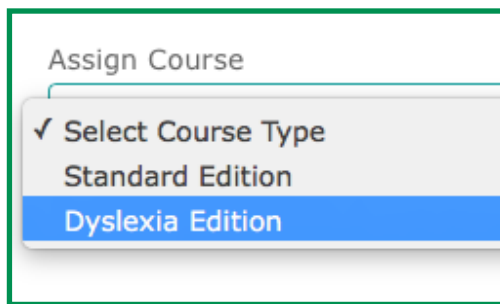 Assign Course
✓ Select Course Type
Standard Edition
Dyslexia Edition